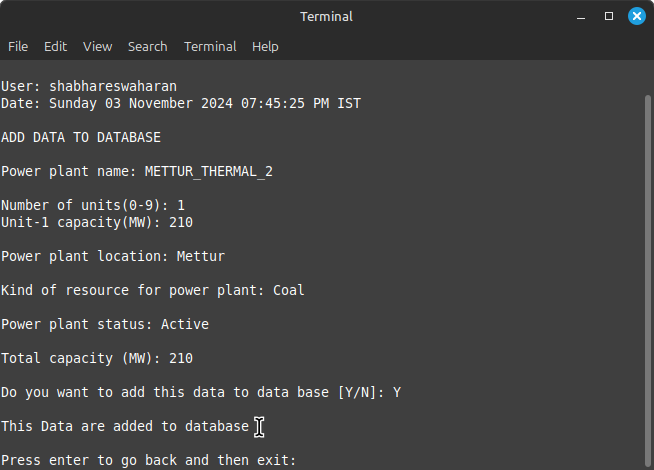 Terminal
File Edit View Search Terminal Help
User: shabhareswaharan
Date: Sunday 03 November 2024 07:45:25 PM IST
ADD DATA TO DATABASE
Power plant name: METTUR_THERMAL_2
Number of units(0-9): 1
Unit-1 capacity(MW): 210
Power plant location: Mettur
Kind of resource for power plant: Coal
Power plant status: Active
Total capacity (MW): 210
Do you want to add this data to data base [Y/N]: Y
This Data are added to database
Press enter to go back and then exit: